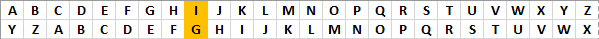 A B C D E F G H I J K L M N O P Q R S T U V W X Y Z
Y Z A B C D E F G H I J K L M N O P Q R S T U V W X